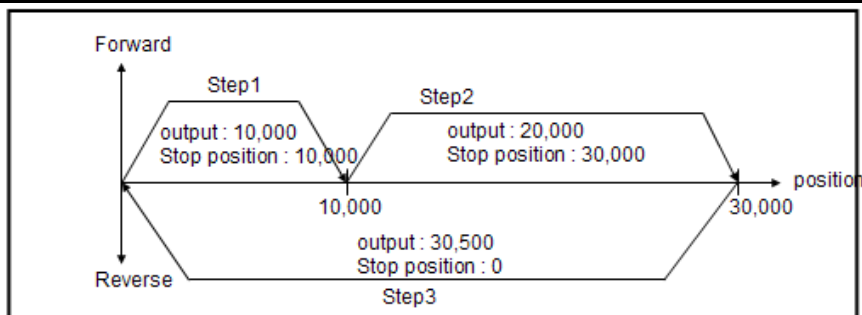 Forward
Step1
Step2
output : 10,000
Stop position : 10,000
output : 20,000
Stop position : 30,000
position
10,000
30,000
output : 30,500
Stop position : 0
Reverse
Step3